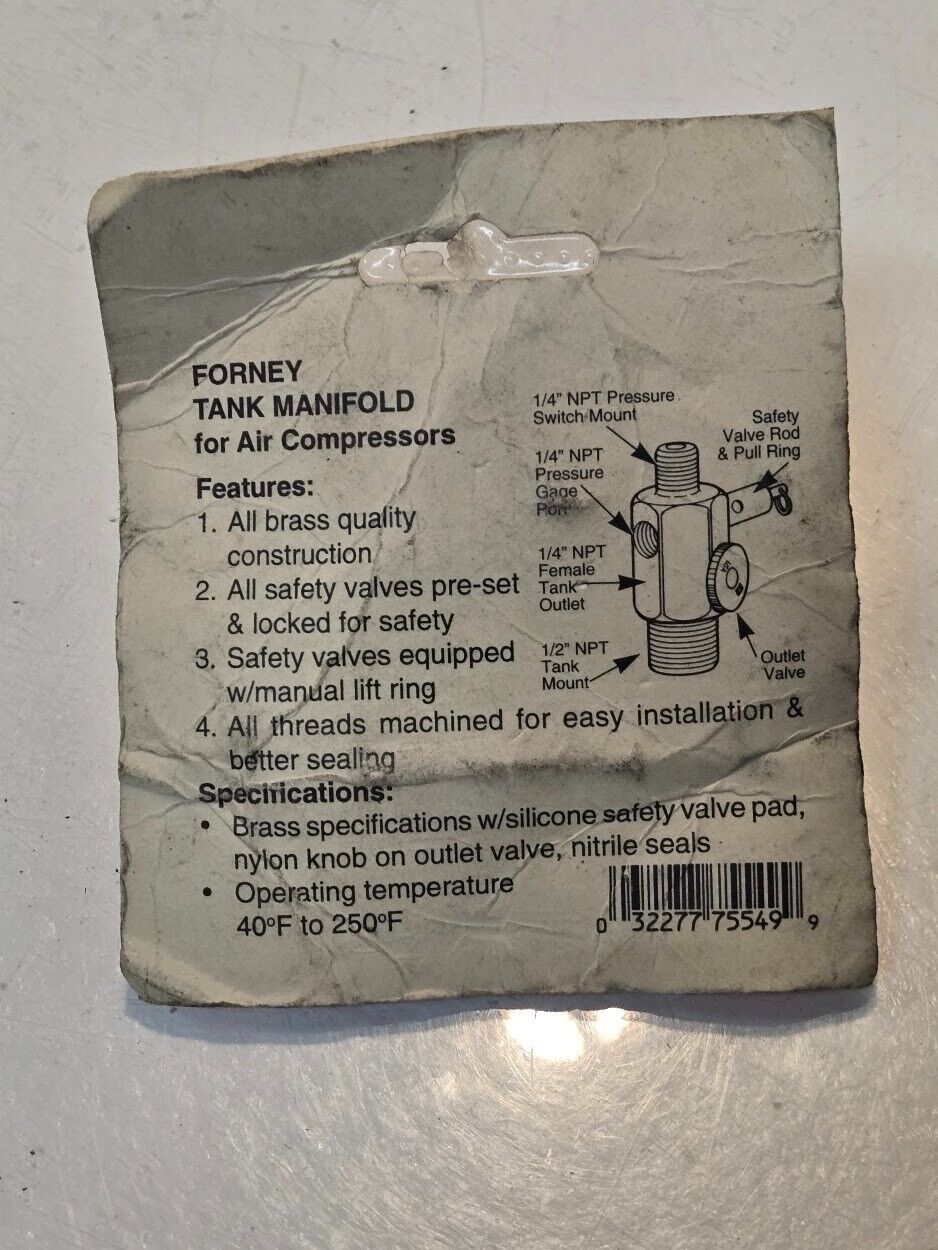 FORNEY
TANK MANIFOLD
for Air Compressors
Features:
1. All brass quality
construction
2. All safety valves pre-set
& locked for safety
3. Safety valves equipped
w/manual lift ring
4. All threads machined for easy installation &
better sealing
Specifications:
• Brass specifications w/silicone safety valve pad,
nylon knob on outlet valve, nitrile seals
• Operating temperature
40ºF to 250ºF
1/4” NPT Pressure
Switch Mount
Safety
Valve Rod
& Pull Ring
1/4” NPT
Pressure
Gage
Port
1/4” NPT
Female
Tank
Outlet
1/2” NPT
Tank
Mount
Outlet
Valve
0 32277 75549 9